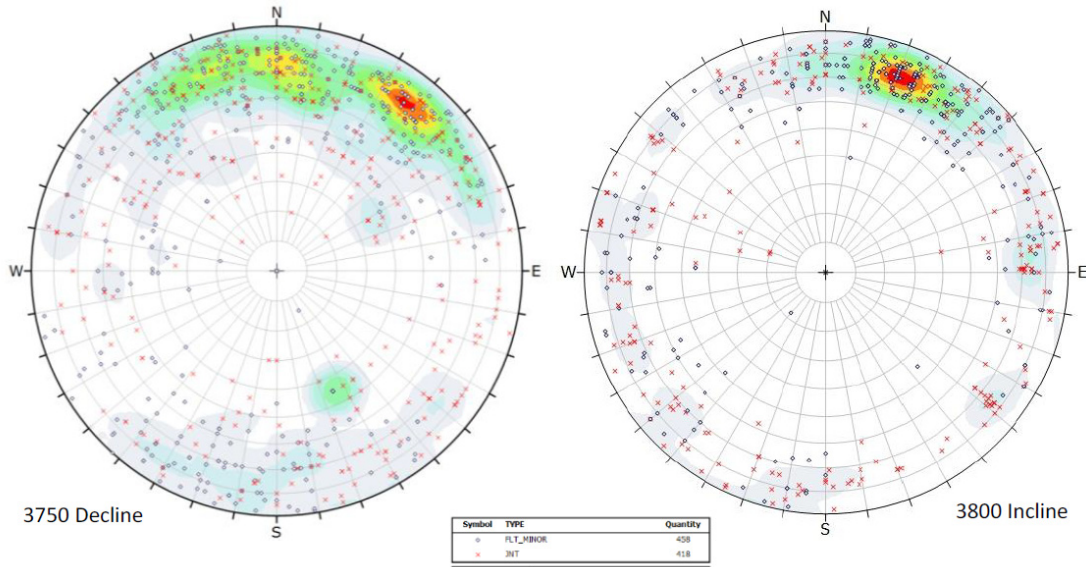 N
N
W
E
W
E
S
S
3750 Decline
3800 Incline
Symbol TYPE Quantity
FLT_MINOR 458
JNT 418